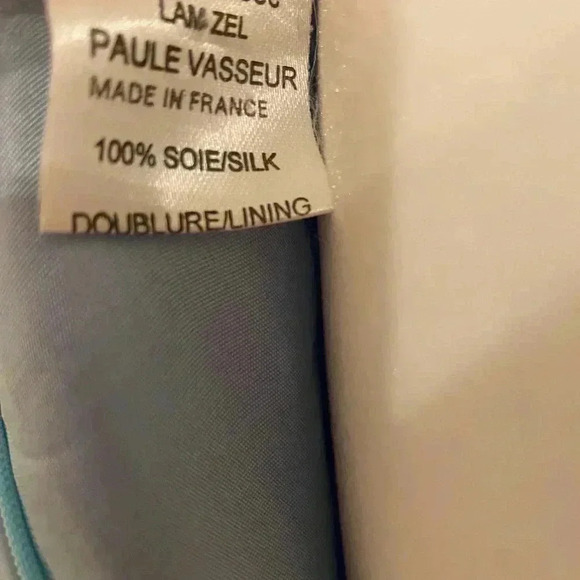 LAM ZEL
PAULE VASSEUR
MADE IN FRANCE
100% SOIE/SILK
DOUBLURE/LINING